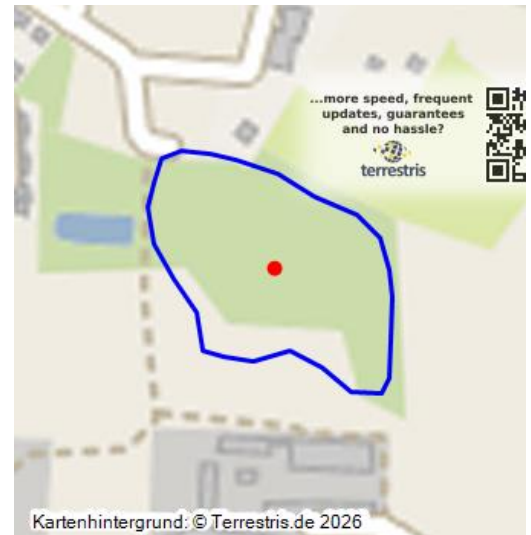 ...more speed, frequent
updates, guarantees
and no hassle?
terrestris
Kartenhintergrund: © Terrestris.de 2026